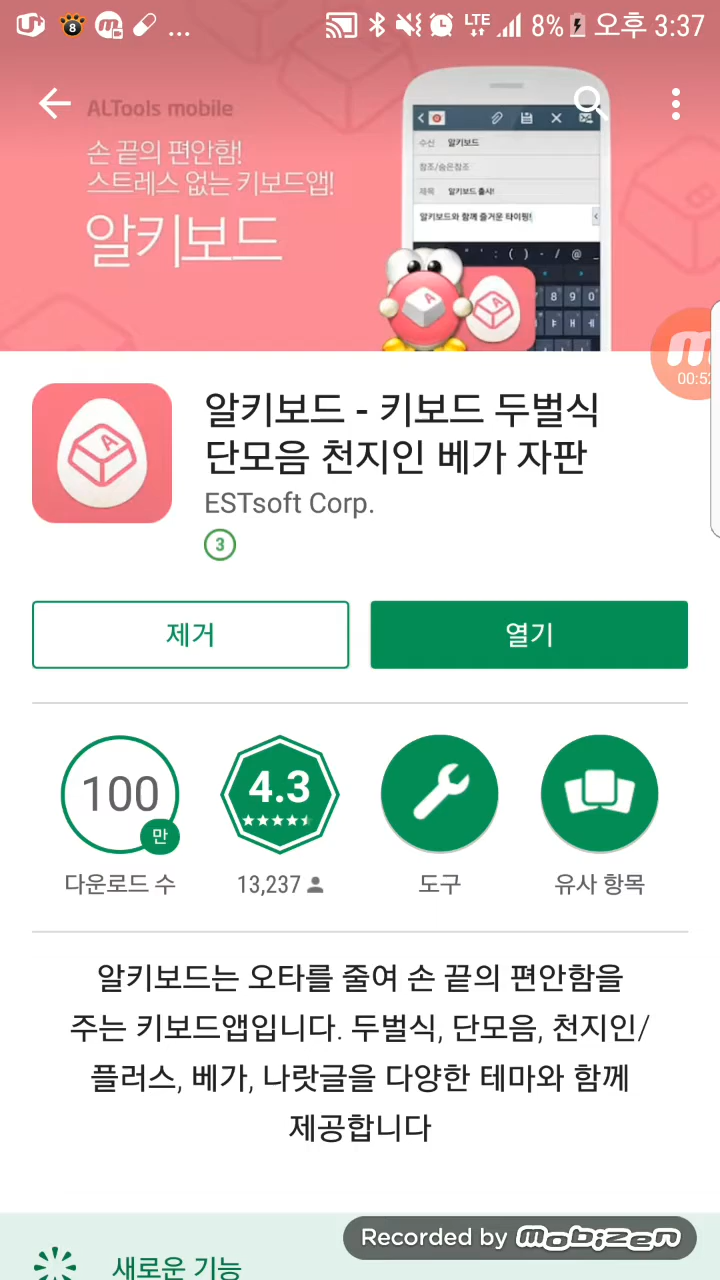 LTE 8% 오후 3:37
ALTools mobile
손 끝의 편안함!
스트레스 없는 키보드앱!
알키보드
수신 알키보드
참조/숨은참조
제목 알키보드 출시!
알키보드와 함께 즐거운 타이핑!
' ' : ( ) - / @ _
8 9 0
ㅑ ㅐ ㅔ
A
A
00:52
A
알키보드 - 키보드 두벌식
단모음 천지인 베가 자판
ESTsoft Corp.
3
제거
열기
100
만
다운로드 수
4.3
13,237
도구
유사 항목
알키보드는 오타를 줄여 손 끝의 편안함을
주는 키보드앱입니다. 두벌식, 단모음, 천지인/
플러스, 베가, 나랏글을 다양한 테마와 함께
제공합니다
새로운 기능
Recorded by mobizen